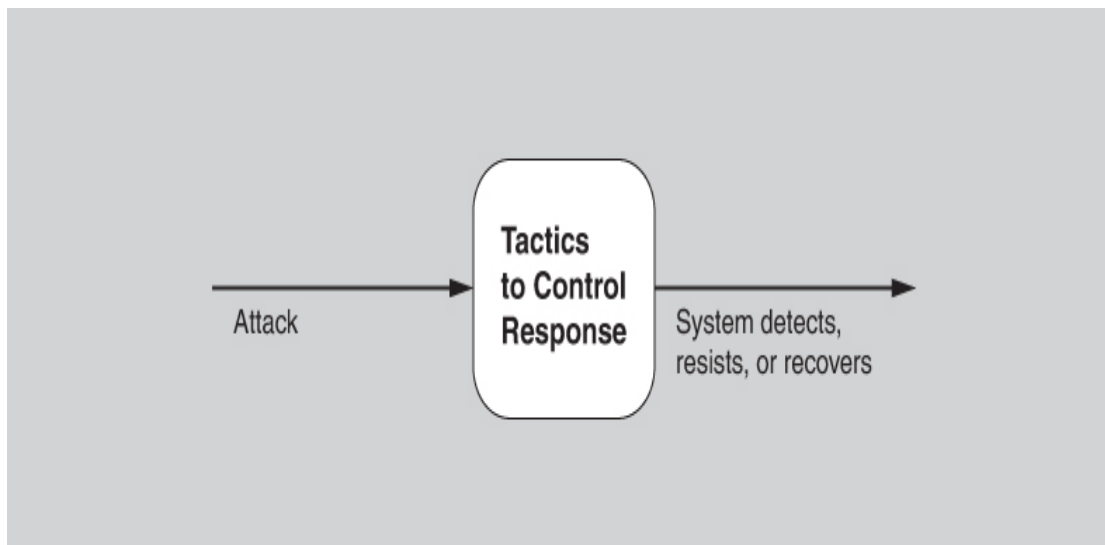 Attack
Tactics
to Control
Response
System detects,
resists, or recovers